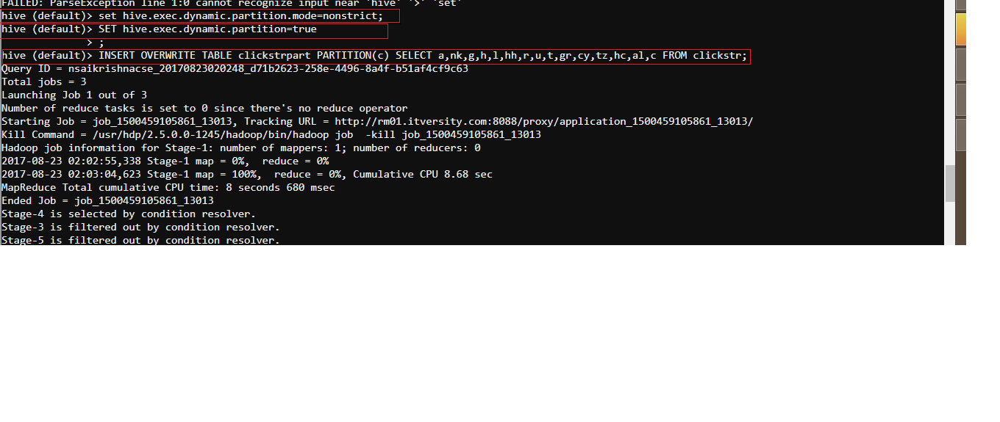 FAILED: ParseException line 1:0 cannot recognize input near 'hive' '>' 'set'
hive (default)> set hive.exec.dynamic.partition.mode=nonstrict;
hive (default)> SET hive.exec.dynamic.partition=true
> ;
hive (default)> INSERT OVERWRITE TABLE clickstrpart PARTITION(c) SELECT a,nk,g,h,l,hh,r,u,t,gr,cy,tz,hc,al,c FROM clickstr;
Query ID = nsaikrishnacse_20170823020248_d71b2623-258e-4496-8a4f-b51af4cf9c63
Total jobs = 3
Launching Job 1 out of 3
Number of reduce tasks is set to 0 since there's no reduce operator
Starting Job = job_1500459105861_13013, Tracking URL = http://rm01.itversity.com:8088/proxy/application_1500459105861_13013/
Kill Command = /usr/hdp/2.5.0.0-1245/hadoop/bin/hadoop job  -kill job_1500459105861_13013
Hadoop job information for Stage-1: number of mappers: 1; number of reducers: 0
2017-08-23 02:02:55,338 Stage-1 map = 0%,  reduce = 0%
2017-08-23 02:03:04,623 Stage-1 map = 100%,  reduce = 0%, Cumulative CPU 8.68 sec
MapReduce Total cumulative CPU time: 8 seconds 680 msec
Ended Job = job_1500459105861_13013
Stage-4 is selected by condition resolver.
Stage-3 is filtered out by condition resolver.
Stage-5 is filtered out by condition resolver.